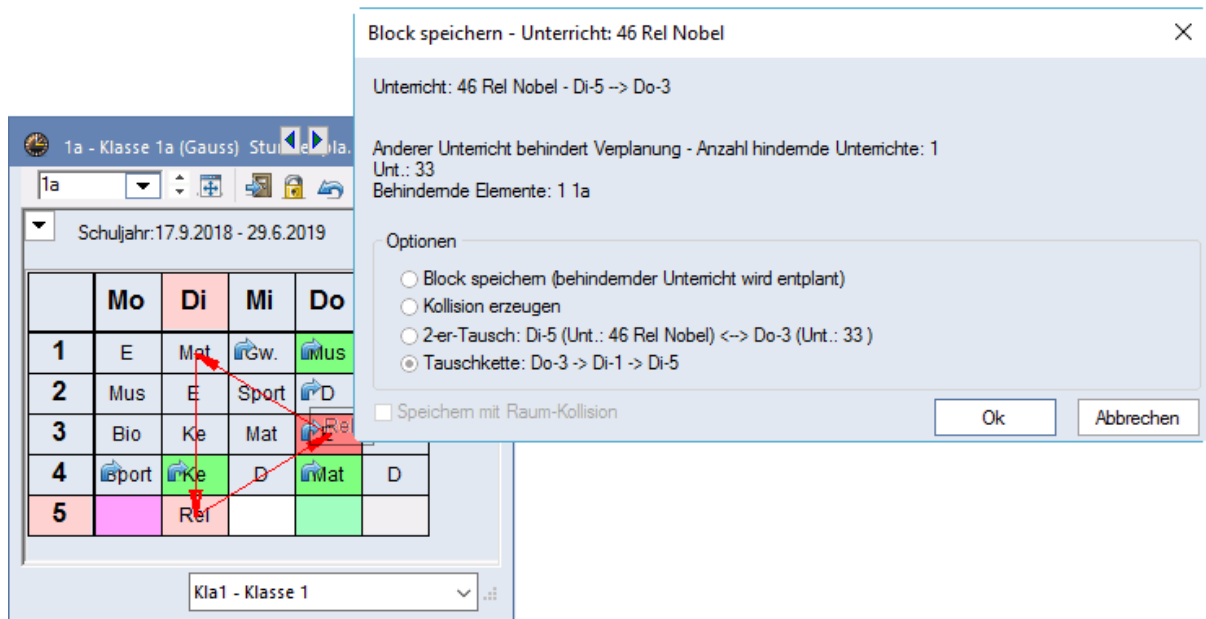 Block speichern - Unterricht: 46 Rel Nobel
Unterricht: 46 Rel Nobel - Di-5 --> Do-3
Anderer Unterricht behindert Verplanung - Anzahl hindernde Unterrichte: 1
Unt.: 33
Behindernde Elemente: 1 1a
Optionen
Block speichern (behindernder Unterricht wird entplant)
Kollision erzeugen
2-er-Tausch: Di-5 (Unt.: 46 Rel Nobel) <--> Do-3 (Unt.: 33 )
Tauschkette: Do-3 -> Di-1 -> Di-5
Speichern mit Raum-Kollision
Ok Abbrechen
1a - Klasse 1a (Gauss)
1a
Schuljahr:17.9.2018 - 29.6.2019
Mo Di Mi Do
1 E Mat Gw. Mus
2 Mus E Sport D
3 Bio Ke Mat Rel
4 Sport Ke D Mat D
5 Rel
Kla1 - Klasse 1